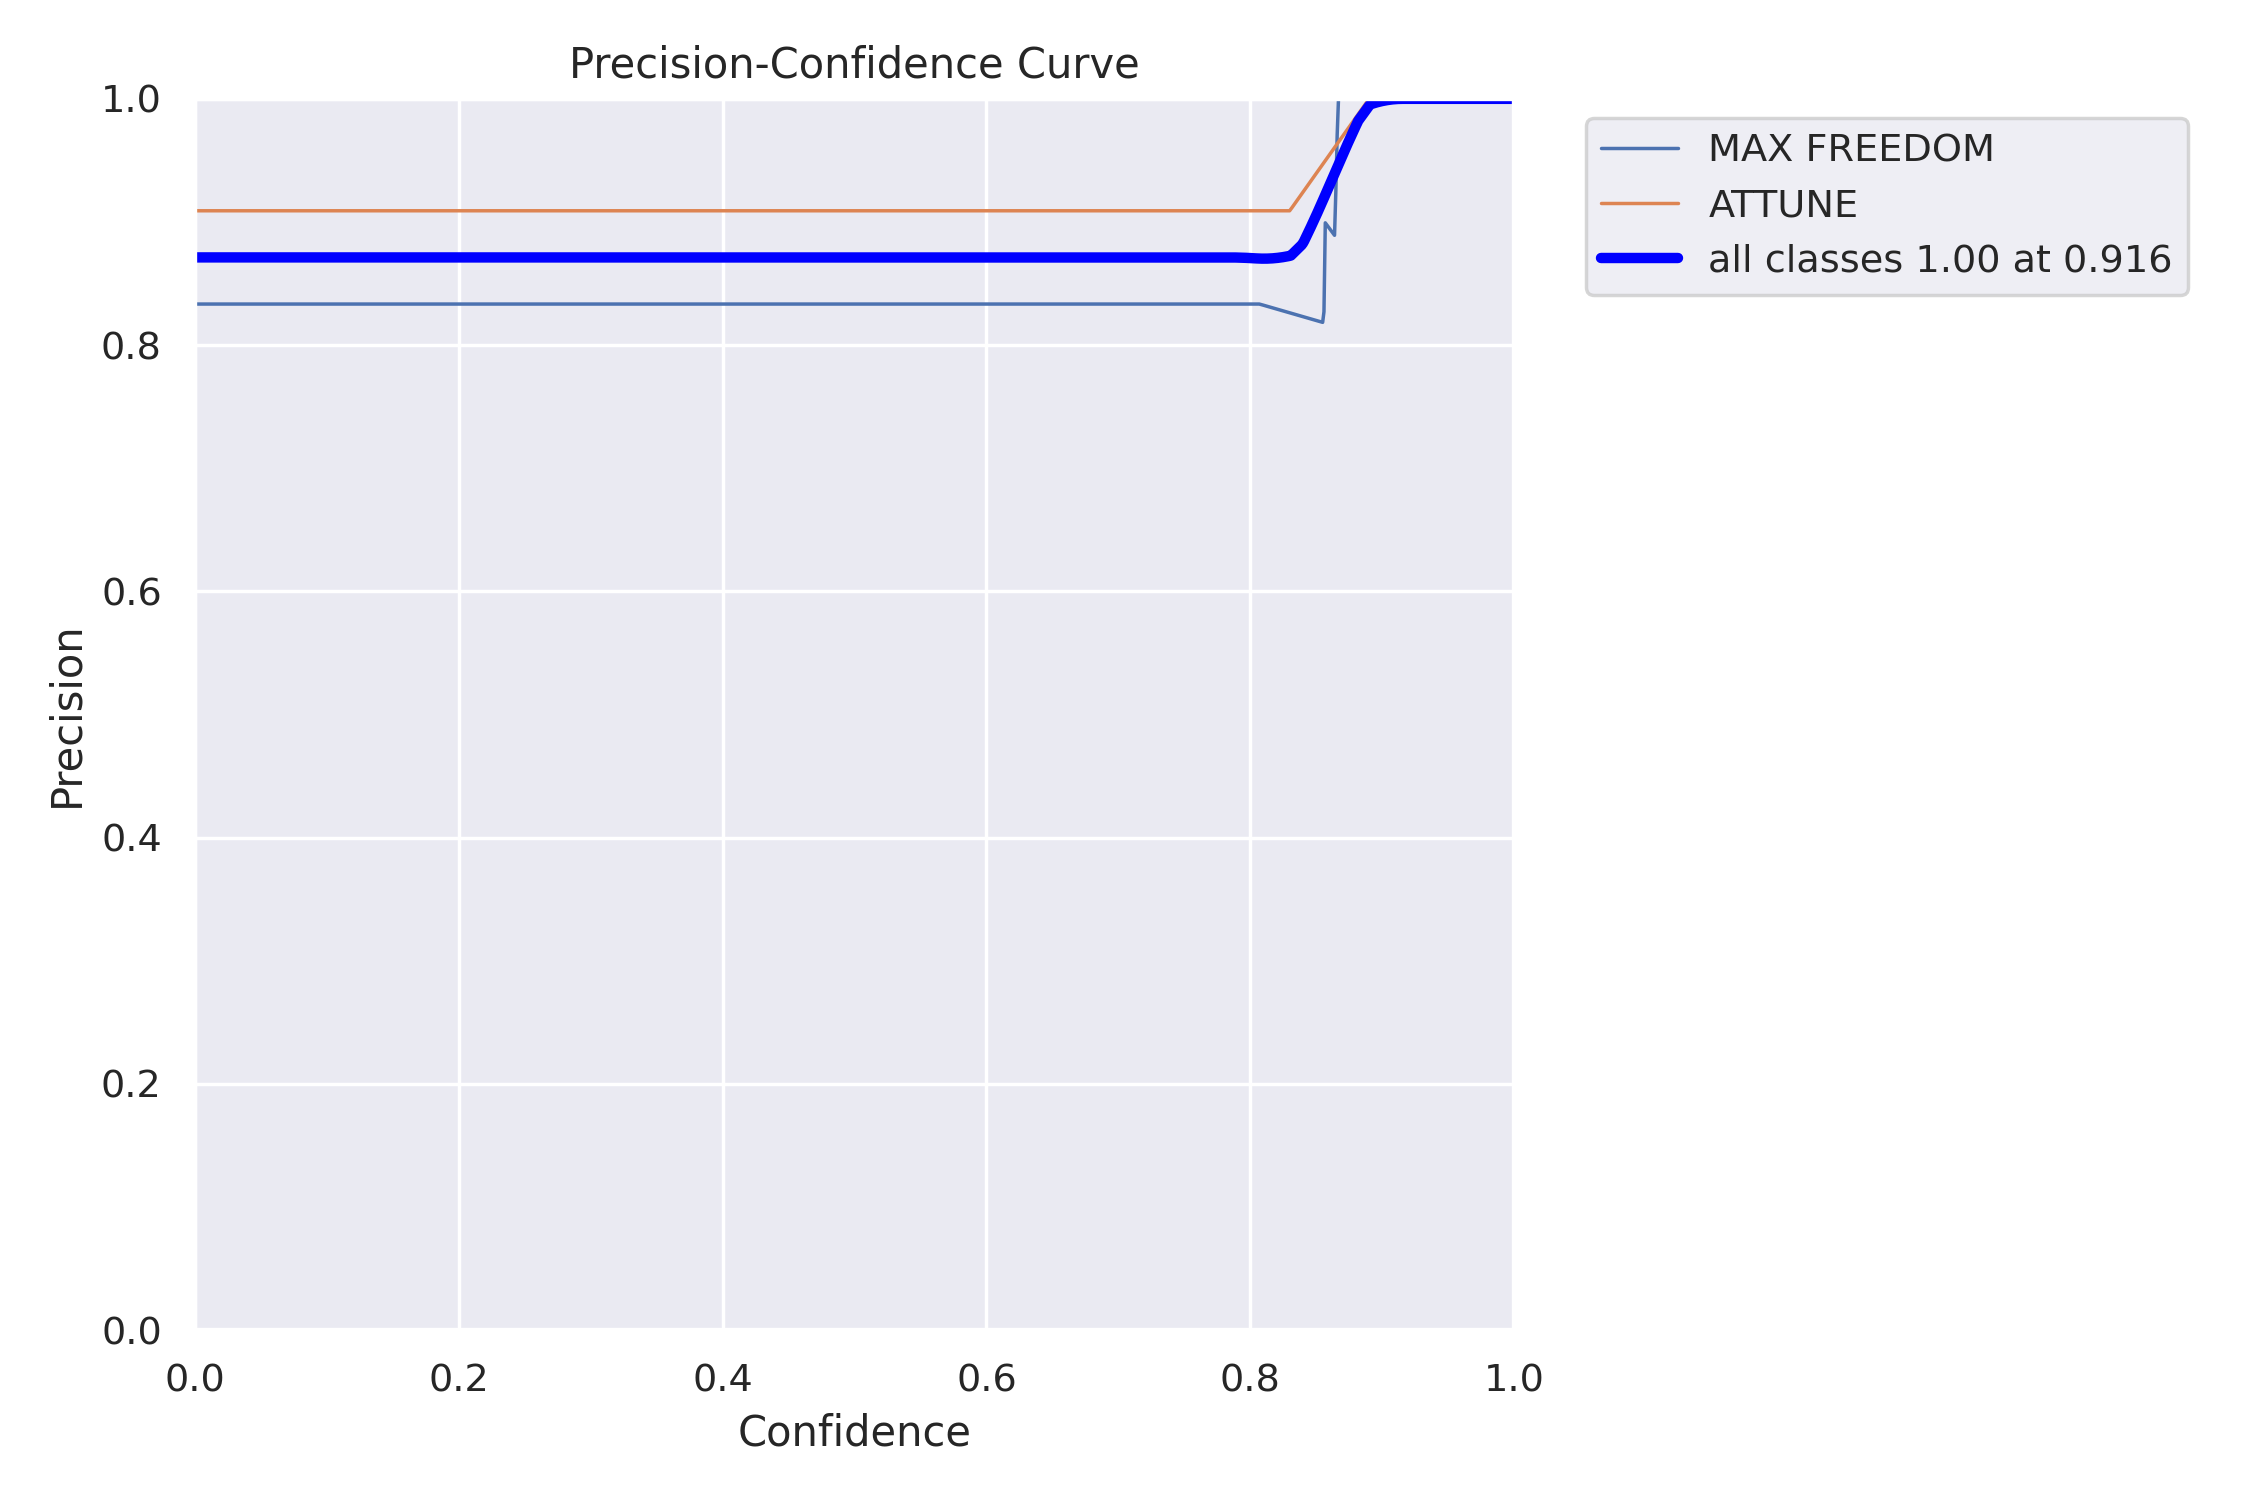 Precision-Confidence Curve
1.0
0.8
0.6
0.4
0.2
0.0
Precision
0.0 0.2 0.4 0.6 0.8 1.0
Confidence
MAX FREEDOM
ATTUNE
all classes 1.00 at 0.916